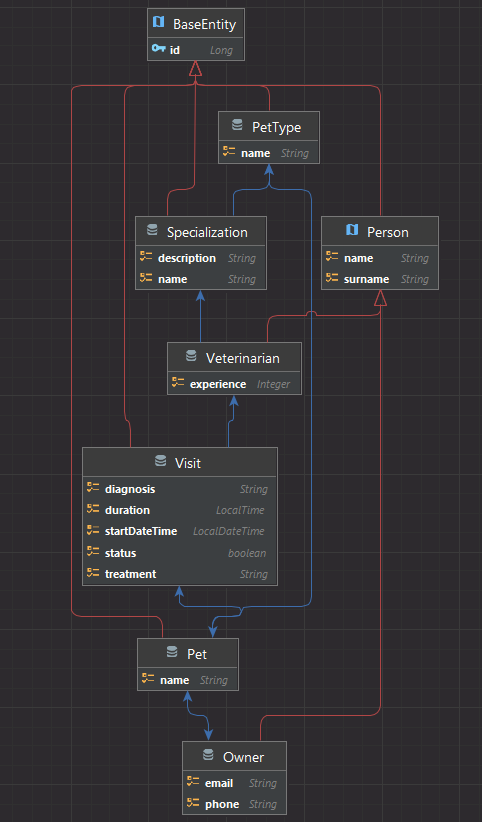 BaseEntity
id Long
PetType
name String
Specialization
description String
name String
Person
name String
surname String
Veterinarian
experience Integer
Visit
diagnosis String
duration LocalTime
startDateTime LocalDateTime
status boolean
treatment String
Pet
name String
Owner
email String
phone String